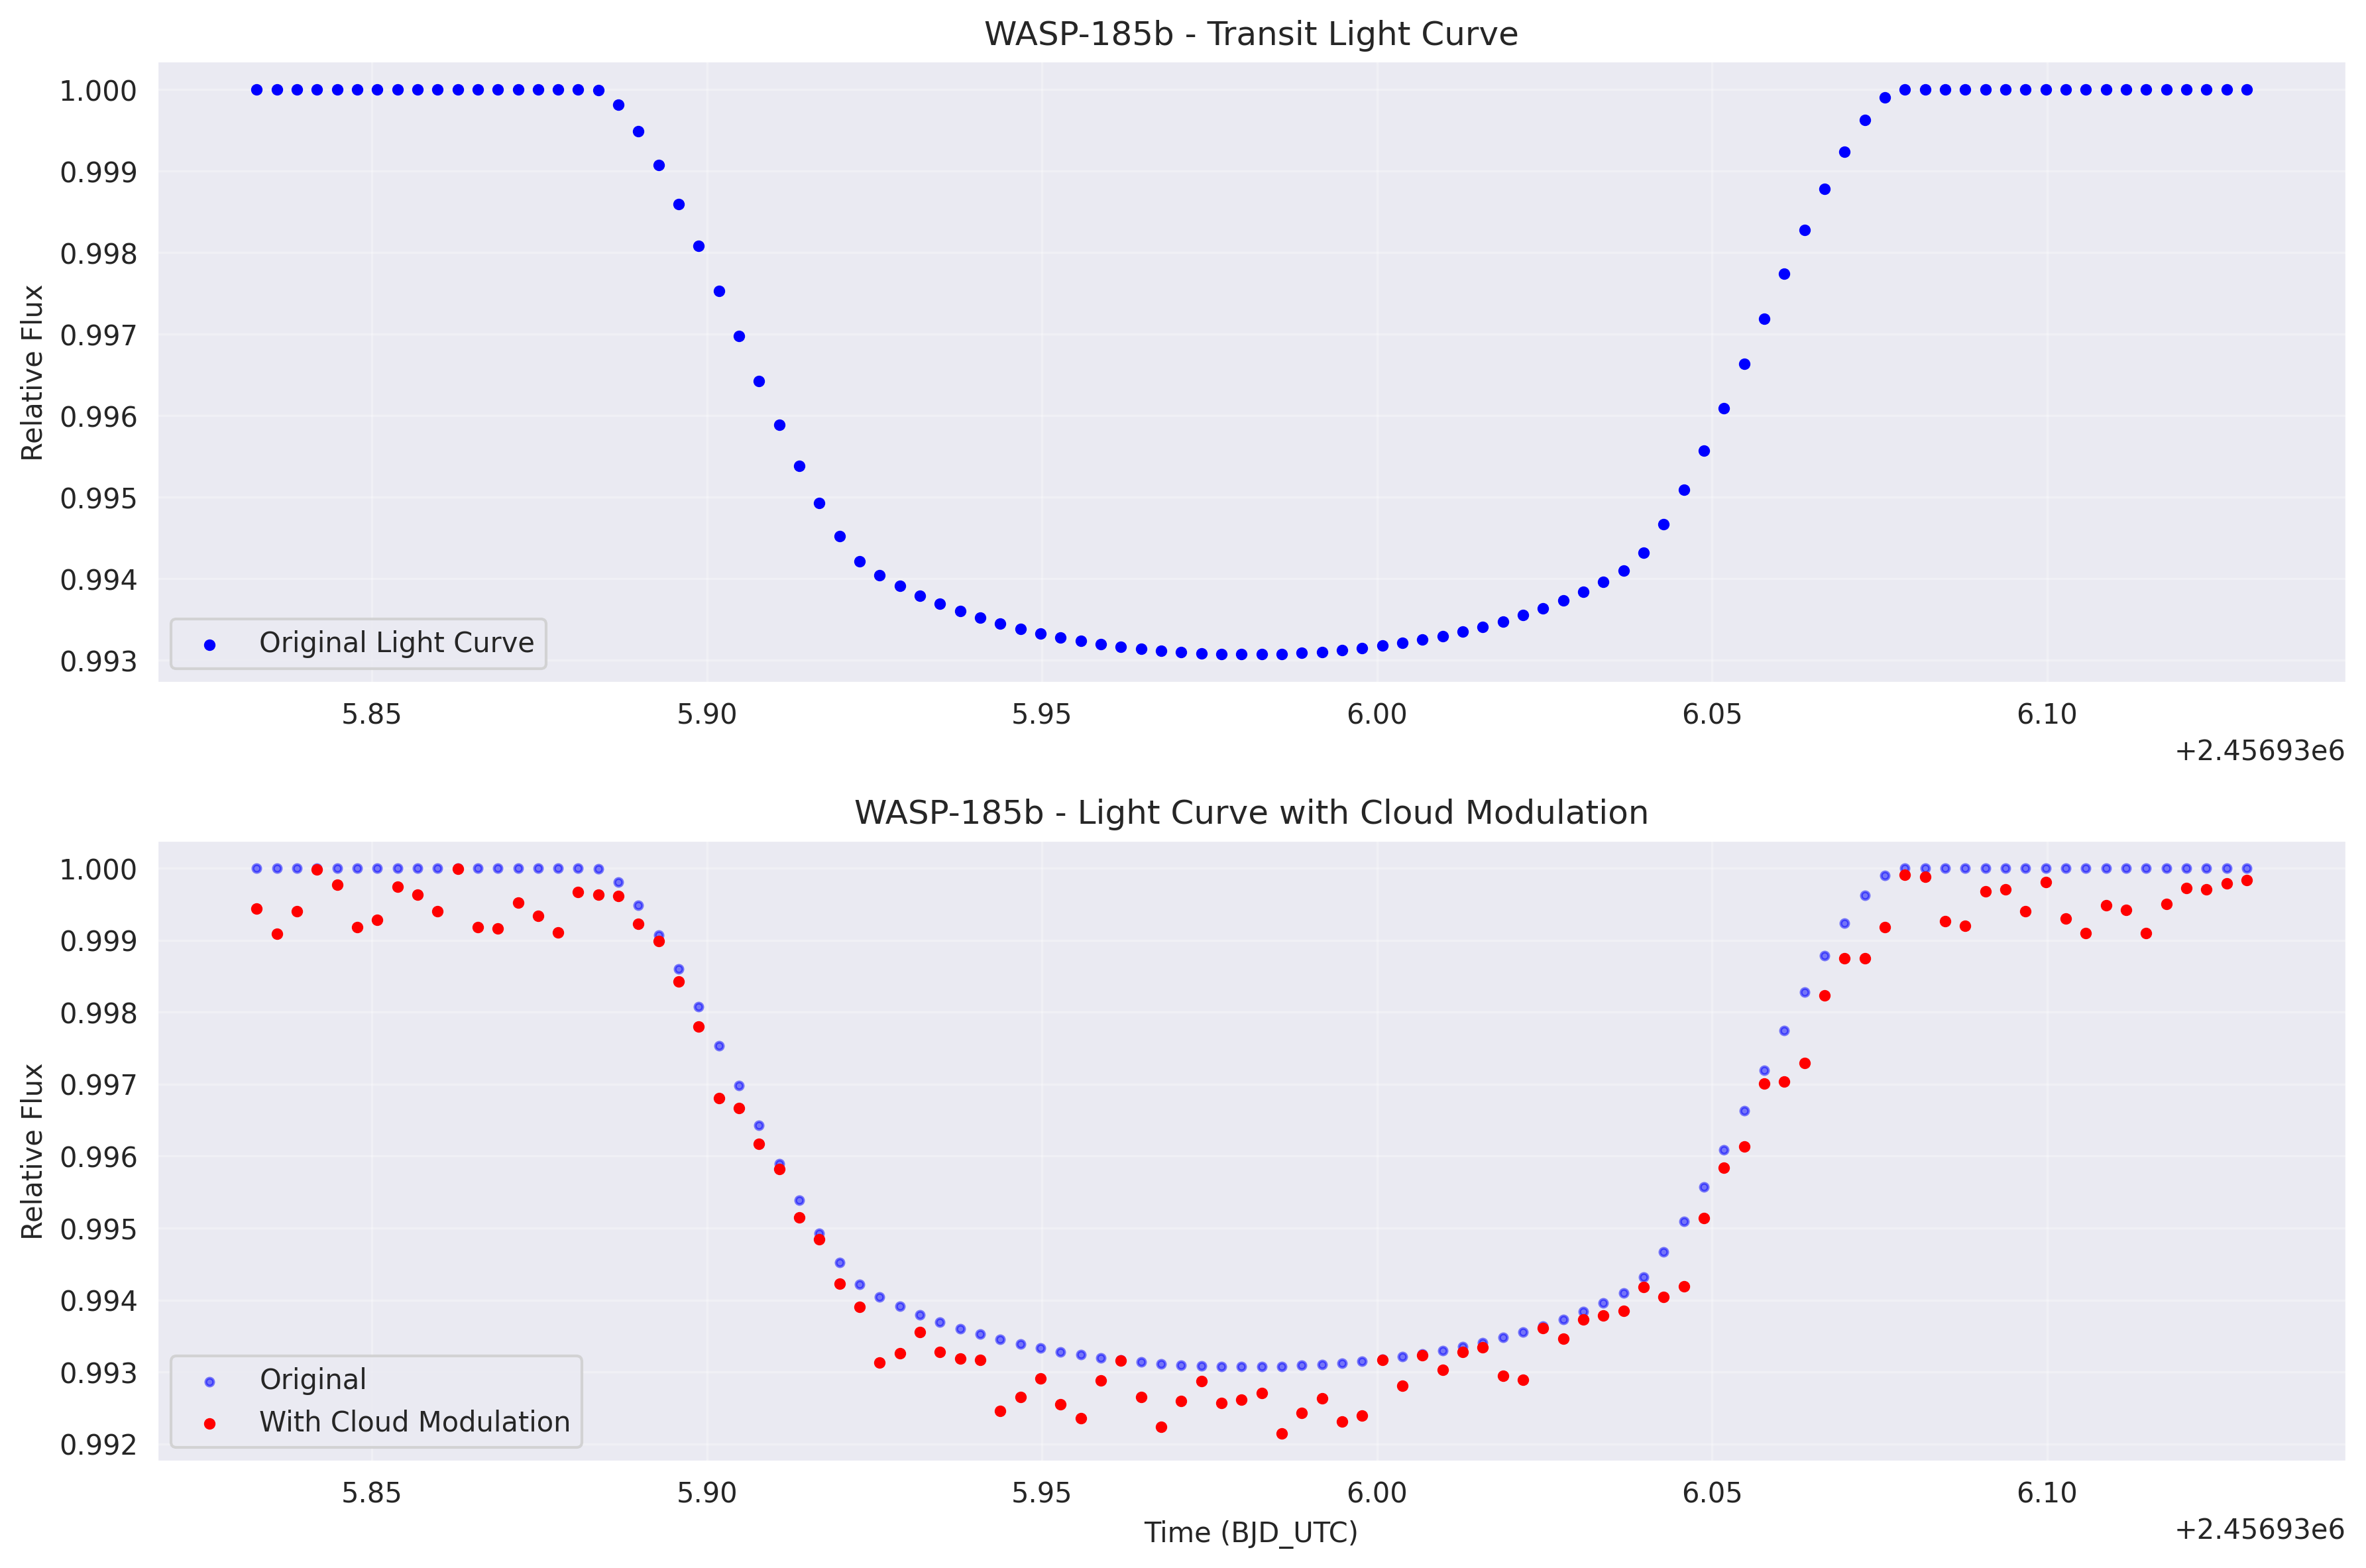 WASP-185b - Transit Light Curve
1.000
0.999
0.998
0.997
0.996
0.995
0.994
0.993
Relative Flux
Original Light Curve
5.85 5.90 5.95 6.00 6.05 6.10
+2.45693e6
WASP-185b - Light Curve with Cloud Modulation
1.000
0.999
0.998
0.997
0.996
0.995
0.994
0.993
0.992
Relative Flux
Original
With Cloud Modulation
5.85 5.90 5.95 6.00 6.05 6.10
Time (BJD_UTC)
+2.45693e6